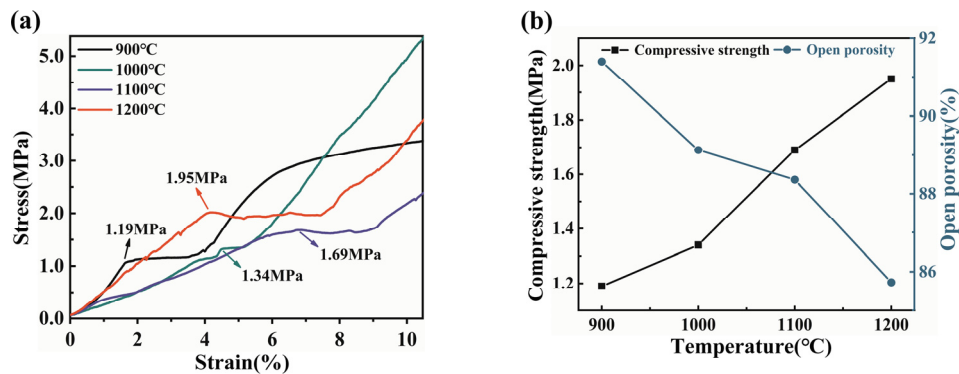 (a)
900℃
1000℃
1100℃
1200℃
5.0
4.0
3.0
2.0
1.0
0.0
Stress(MPa)
1.95MPa
1.19MPa
1.34MPa
1.69MPa
0
2
4
6
8
10
Strain(%)
(b)
Compressive strength
Open porosity
2.0
1.8
1.6
1.4
1.2
Compressive strength(MPa)
92
90
88
86
Open porosity(%)
900
1000
1100
1200
Temperature(℃)